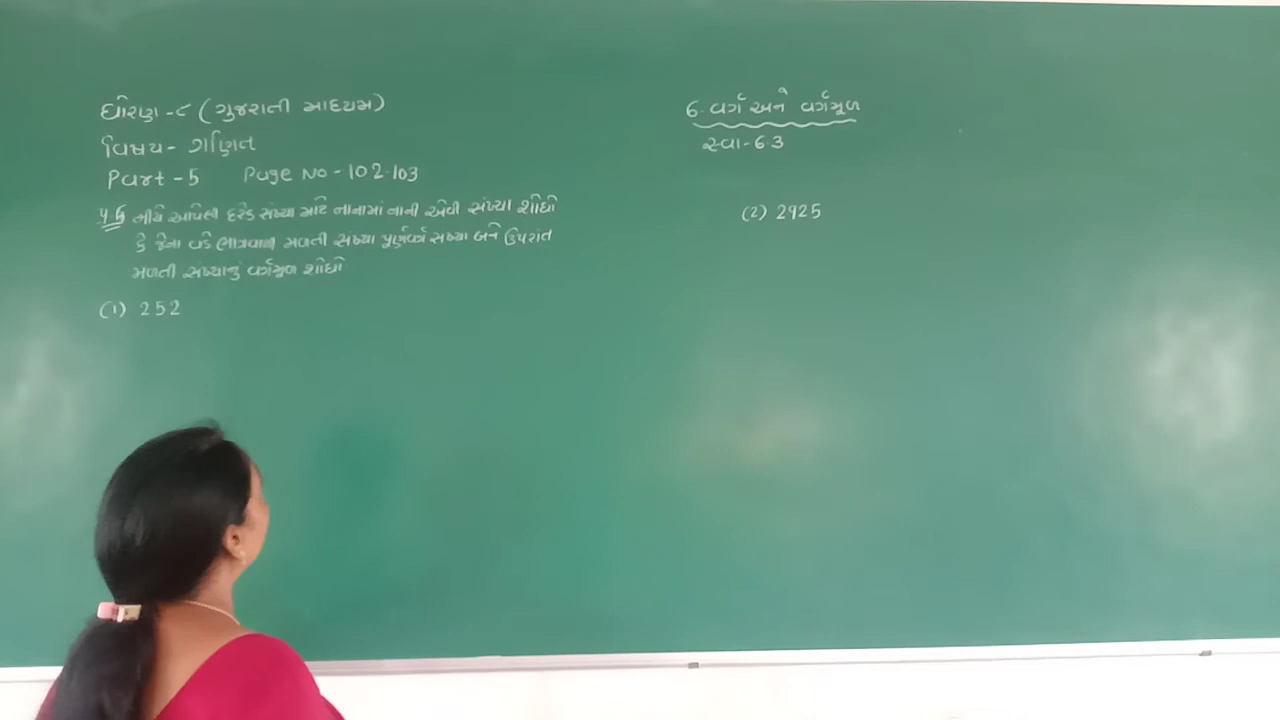 ધોરણ - ૮ (ગુજરાતી માધ્યમ)
વિષય - ગણિત
Part - 5 Page No - 102-103
નીચે આપેલી દરેક સંખ્યા માટે નાનામાં નાની એવી સંખ્યા શોધો
કે જેના વડે ભાગવાથી મળતી સંખ્યા પૂર્ણવર્ગ સંખ્યા બને ઉપરાંત
મળતી સંખ્યાનું વર્ગમૂળ શોધો
(1) 252
6. વર્ગ અને વર્ગમૂળ
સ્વા - 6.3
(2) 2925